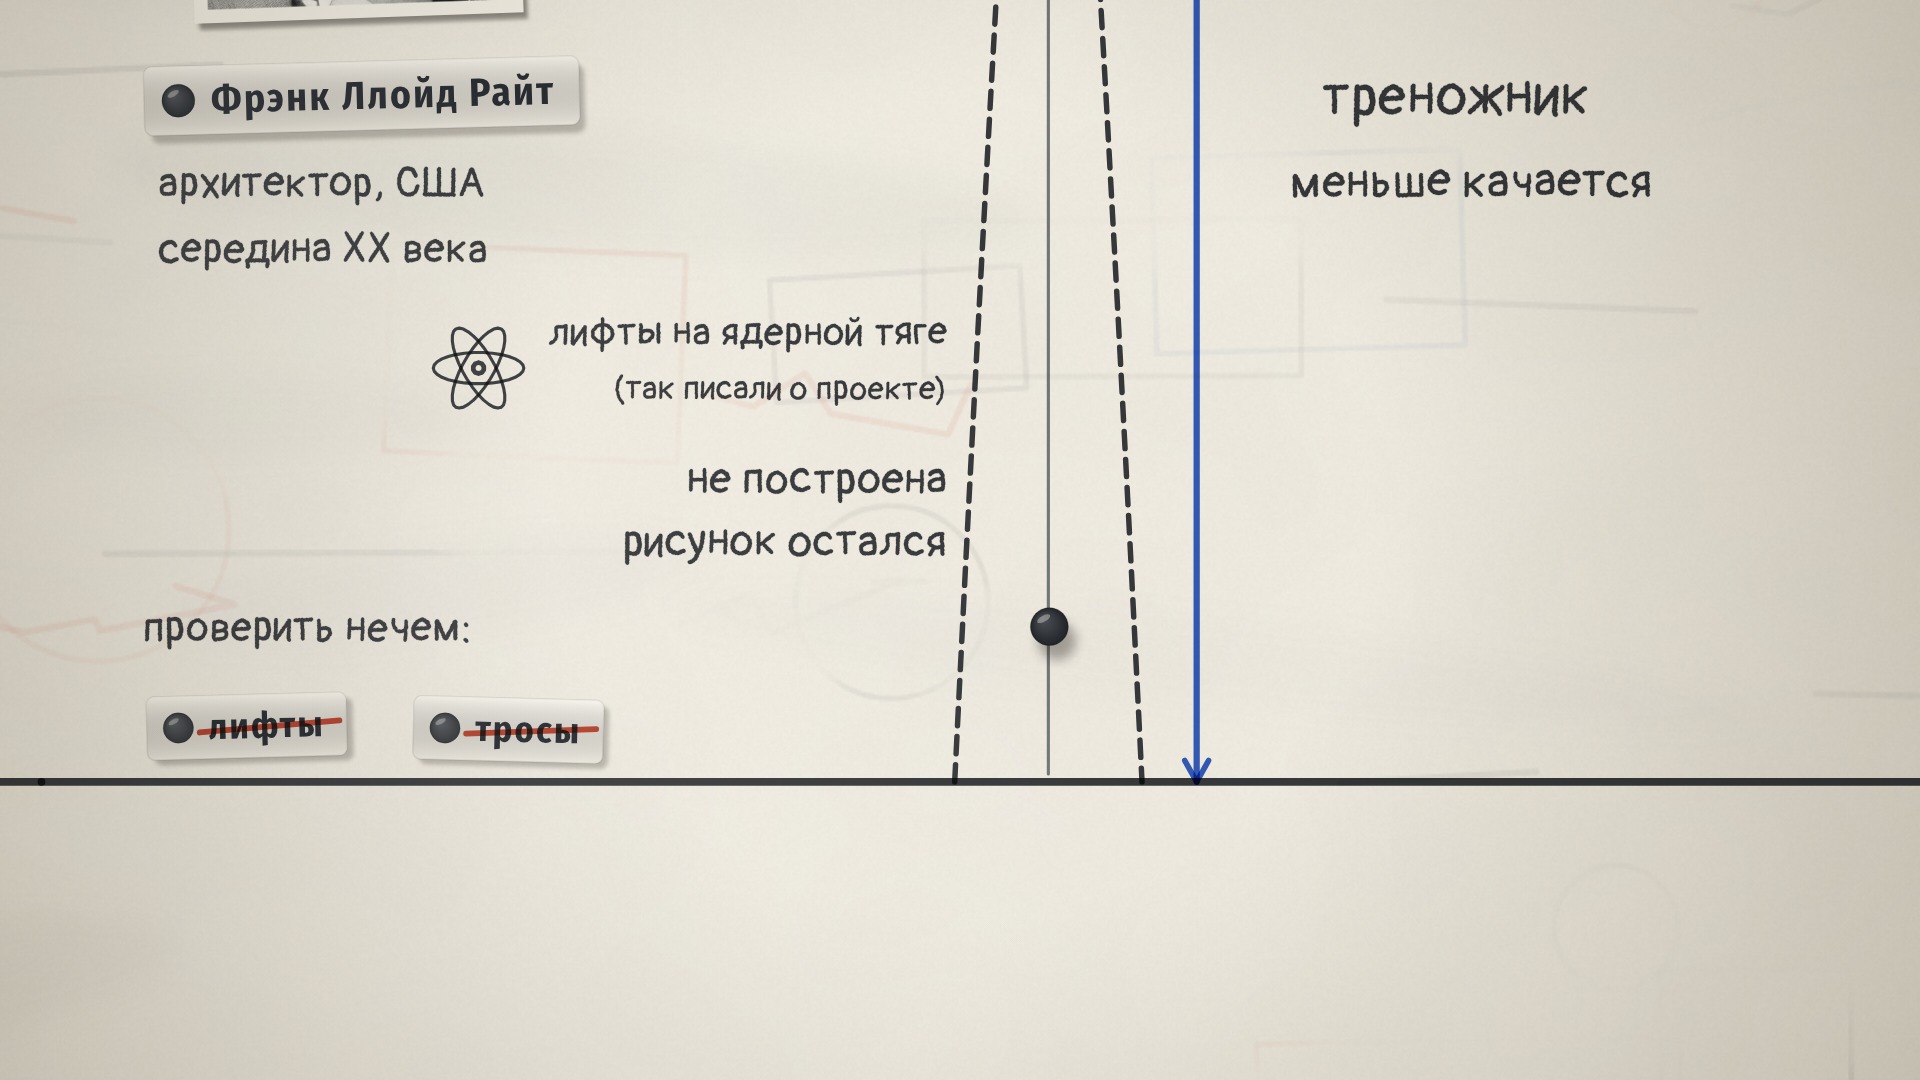 Фрэнк Ллойд Райт
архитектор, США
середина XX века
лифты на ядерной тяге
(так писали о проекте)
не построена
рисунок остался
проверить нечем:
лифты
тросы
треножник
меньше качается